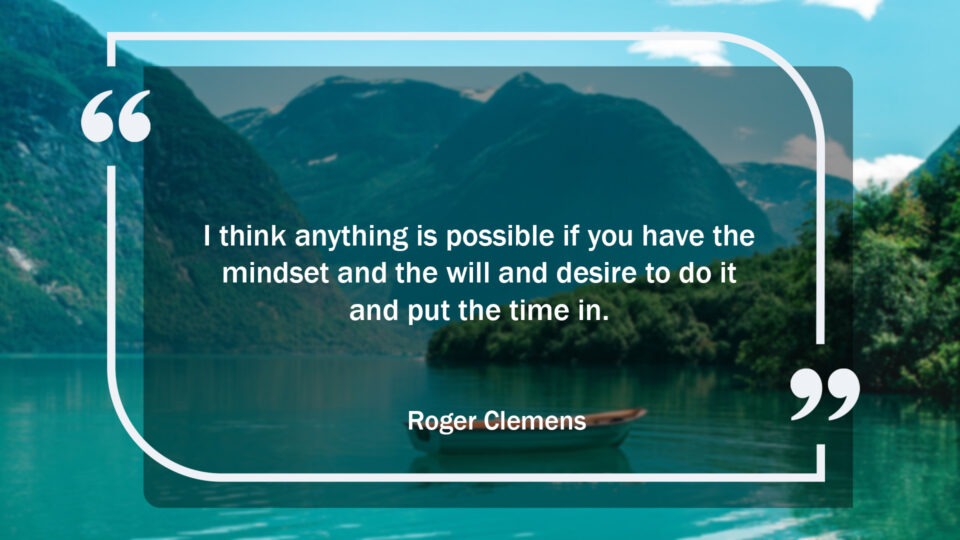 “
I think anything is possible if you have the
mindset and the will and desire to do it
and put the time in.
”
Roger Clemens